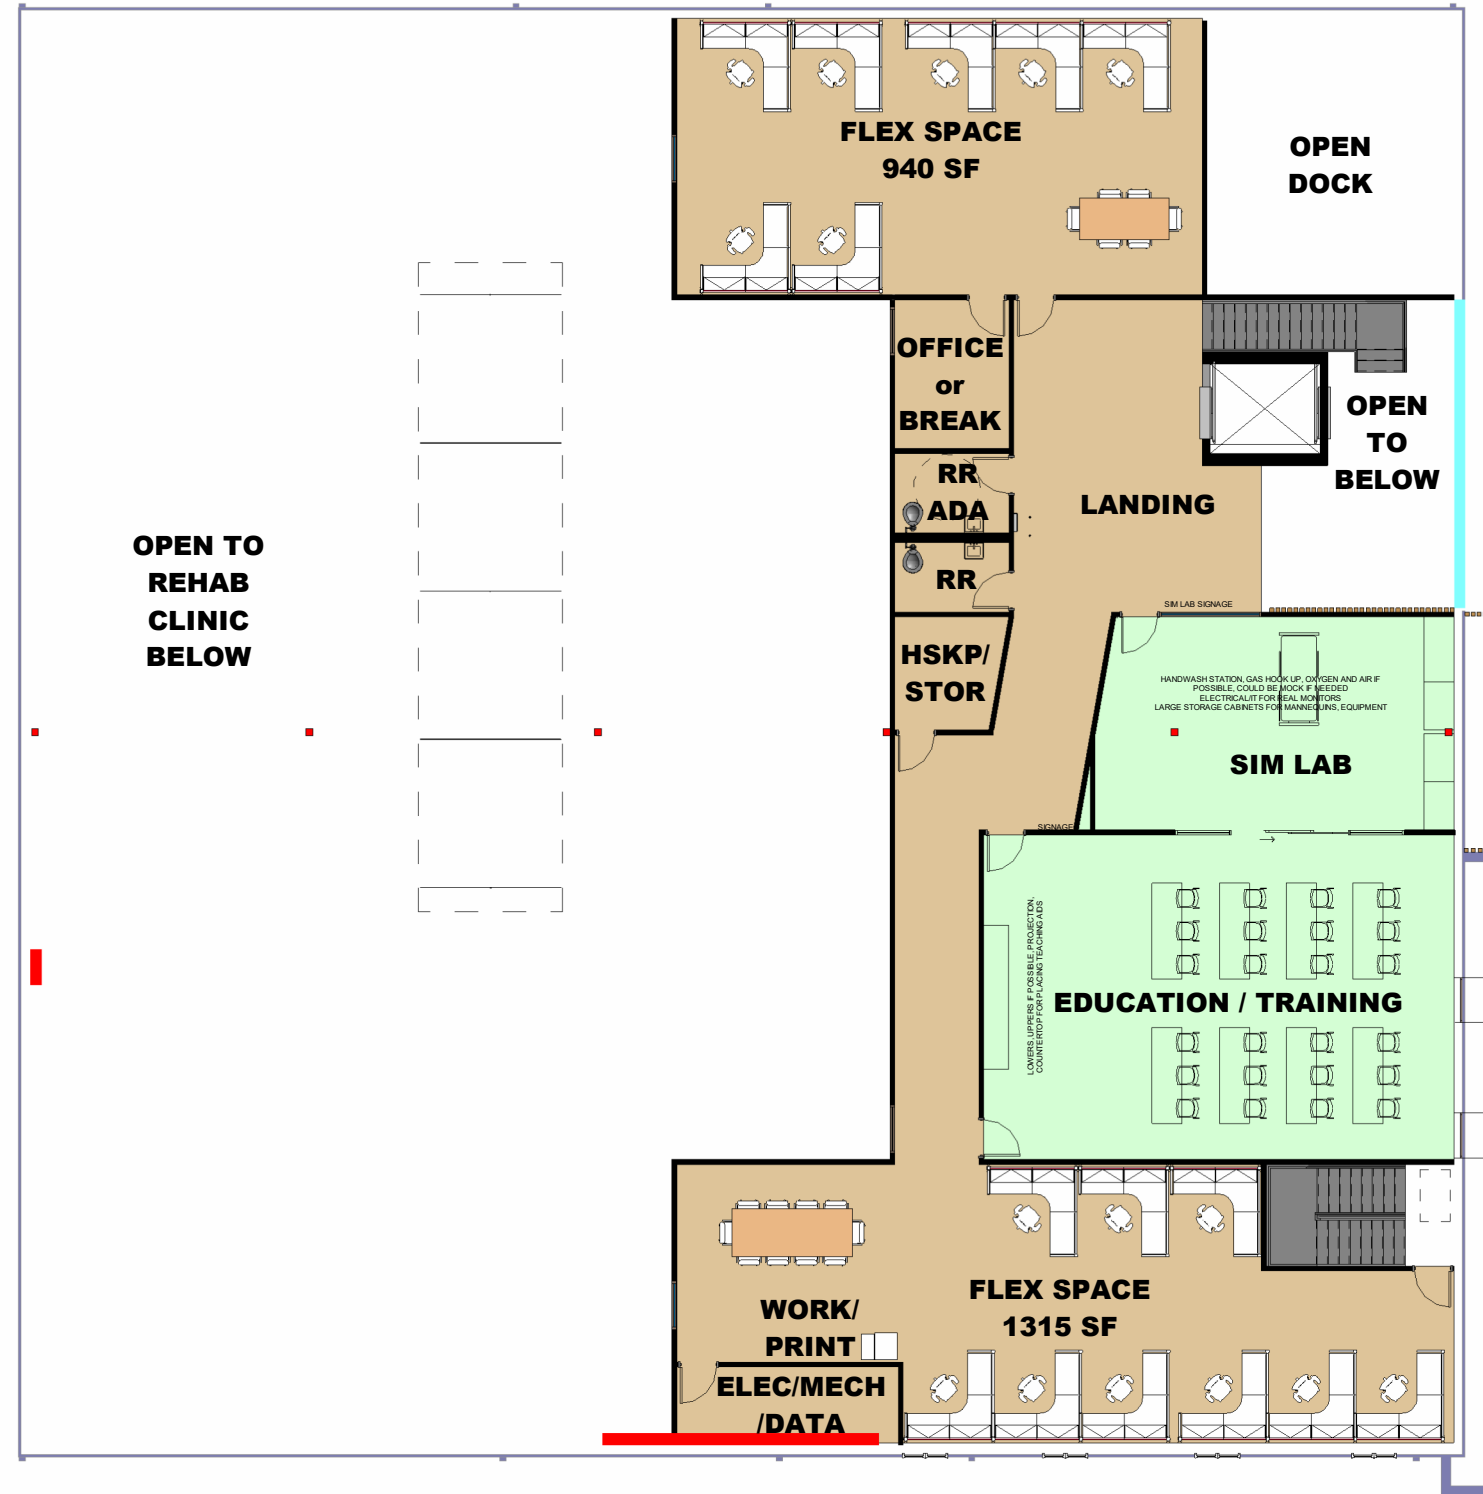 FLEX SPACE
940 SF
OPEN
DOCK
OFFICE
or
BREAK
OPEN
TO
BELOW
RR
ADA
LANDING
OPEN TO
REHAB
CLINIC
BELOW
RR
SIM LAB SIGNAGE
HSKP/
STOR
HANDWASH STATION, GAS HOOK UP, OXYGEN AND AIR IF
POSSIBLE, COULD BE MOCK IF NEEDED
ELECTRICAL/IT FOR REAL MONITORS
LARGE STORAGE CABINETS FOR MANNEQUINS, EQUIPMENT
SIM LAB
SIGNAGE
LOWERS, UPPERS IF POSSIBLE, PROJECTION,
COUNTERTOP FOR PLACING TEACHING AIDS
EDUCATION / TRAINING
FLEX SPACE
1315 SF
WORK/
PRINT
ELEC/MECH
/DATA